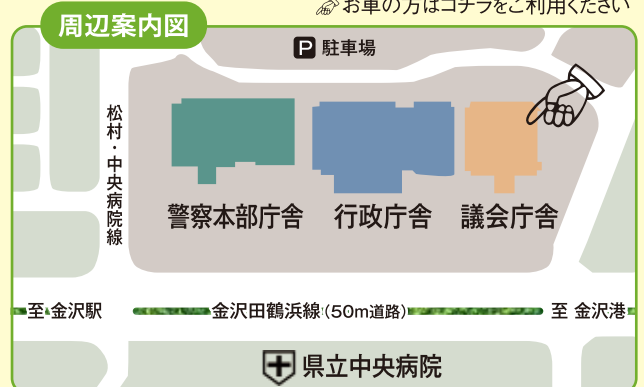 お車の方はコチラをご利用ください
周辺案内図
P 駐車場
松村・中央病院線
警察本部庁舎
行政庁舎
議会庁舎
至 金沢駅
金沢田鶴浜線(50m道路)
至 金沢港
県立中央病院